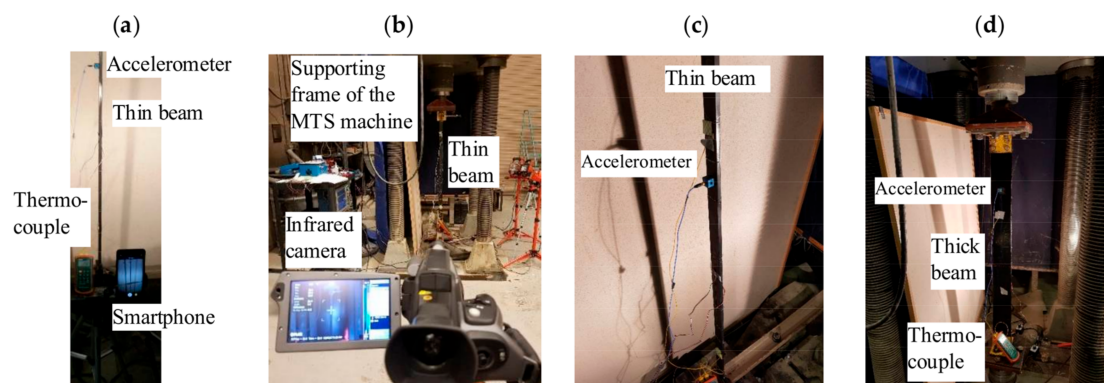 (a)
Accelerometer
Thin beam
Thermo-
couple
Smartphone
(b)
Supporting
frame of the
MTS machine
Thin
beam
Infrared
camera
(c)
Thin beam
Accelerometer
(d)
Accelerometer
Thick
beam
Thermo-
couple